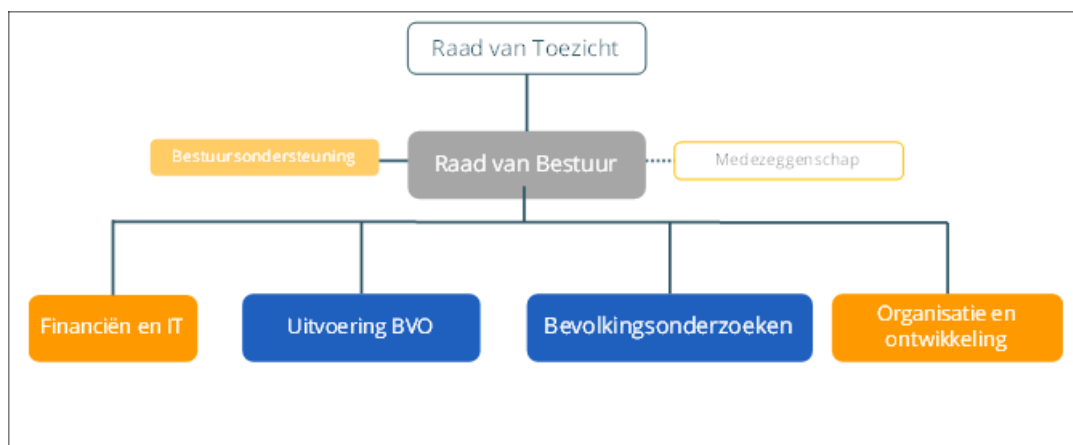 Raad van Toezicht
Bestuursondersteuning
Raad van Bestuur
Medezeggenschap
Financiën en IT
Uitvoering BVO
Bevolkingsonderzoeken
Organisatie en
ontwikkeling